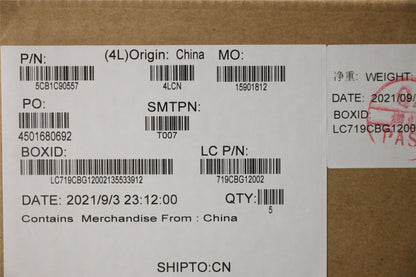 P/N: (4L)Origin: China MO:
5CB1C90557 4LCN 15901812
PO: SMTPN:
4501680692 T007
BOXID: LC P/N:
LC719CBG12002135533912 719CBG12002
DATE: 2021/9/3 23:12:00 QTY:
5
Contains Merchandise From : China
SHIPTO:CN
净重: WEIGHT
DATE: 2021/09/
BOXID:
LC719CBG1200
PAS